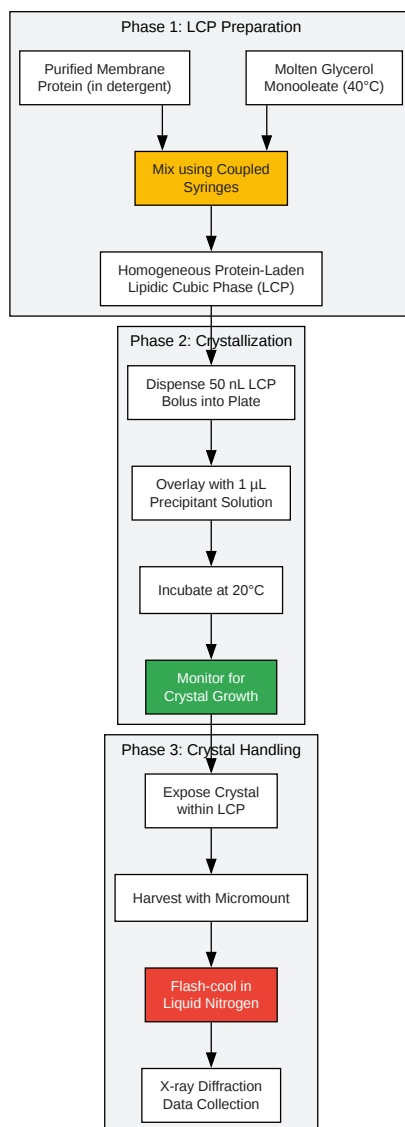 Phase 1: LCP Preparation
Purified Membrane
Protein (in detergent)
Molten Glycerol
Monooleate (40°C)
Mix using Coupled
Syringes
Homogeneous Protein-Laden
Lipidic Cubic Phase (LCP)
Phase 2: Crystallization
Dispense 50 nL LCP
Bolus into Plate
Overlay with 1 µL
Precipitant Solution
Incubate at 20°C
Monitor for
Crystal Growth
Phase 3: Crystal Handling
Expose Crystal
within LCP
Harvest with Micromount
Flash-cool in
Liquid Nitrogen
X-ray Diffraction
Data Collection